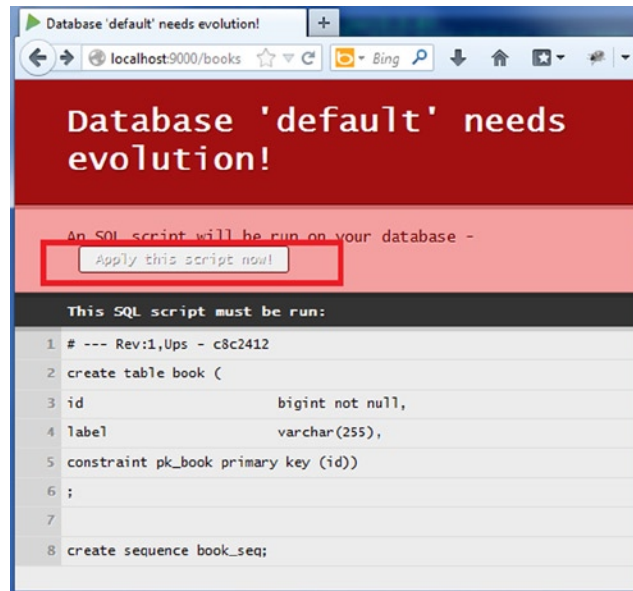 Database 'default' needs evolution!
localhost:9000/books
Bing
Database 'default' needs
evolution!
An SQL script will be run on your database -
Apply this script now!
This SQL script must be run:
1 # --- Rev:1,Ups - c8c2412
2 create table book (
3 id bigint not null,
4 label varchar(255),
5 constraint pk_book primary key (id))
6 ;
7
8 create sequence book_seq;